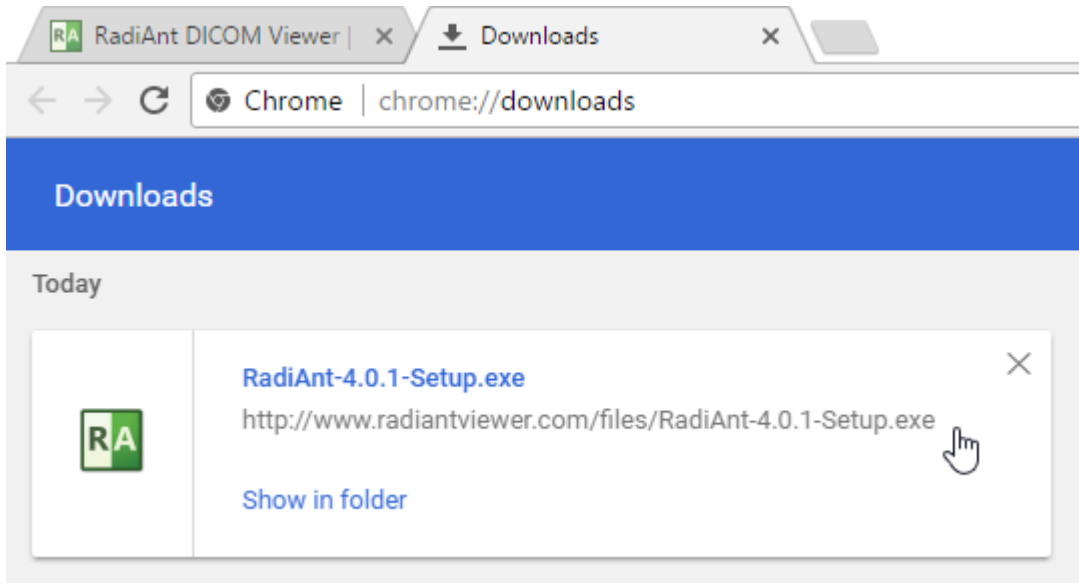 RA RadiAnt DICOM Viewer |
Downloads
Chrome | chrome://downloads
Downloads
Today
RadiAnt-4.0.1-Setup.exe
RA
http://www.radiantviewer.com/files/RadiAnt-4.0.1-Setup.exe
Show in folder